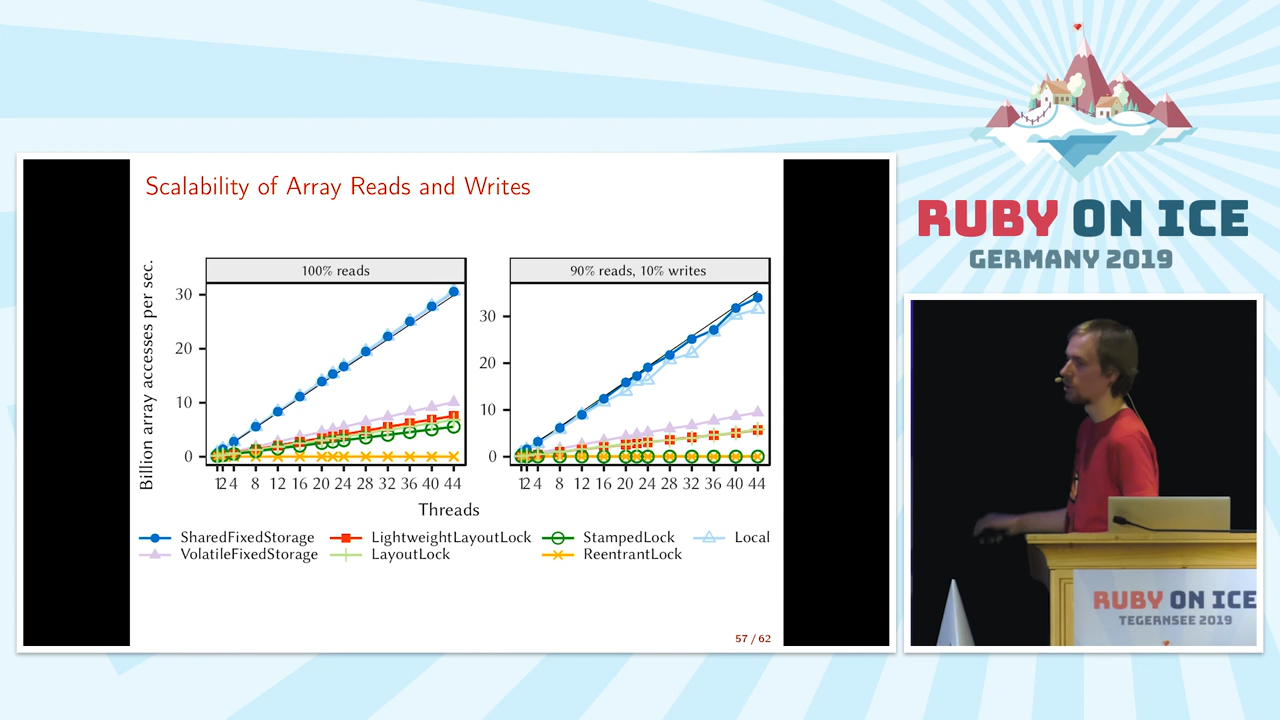 RUBY ON ICE
GERMANY 2019
Scalability of Array Reads and Writes
Billion array accesses per sec.
100% reads
30
20
10
0
1 2 4 8 12 16 20 24 28 32 36 40 44
90% reads, 10% writes
30
20
10
0
1 2 4 8 12 16 20 24 28 32 36 40 44
Threads
SharedFixedStorage
LightweightLayoutLock
StampedLock
Local
VolatileFixedStorage
LayoutLock
ReentrantLock
57 / 62
RUBY ON ICE
TEGERNSEE 2019